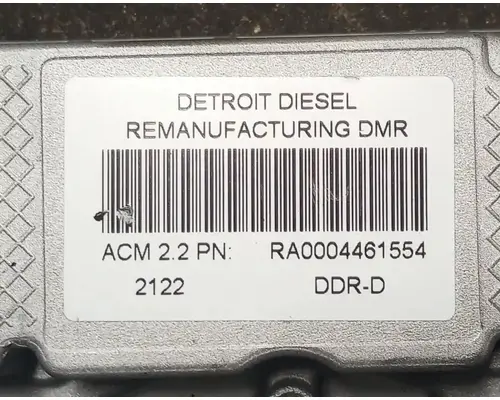 DETROIT DIESEL
REMANUFACTURING DMR
ACM 2.2 PN: RA0004461554
2122 DDR-D